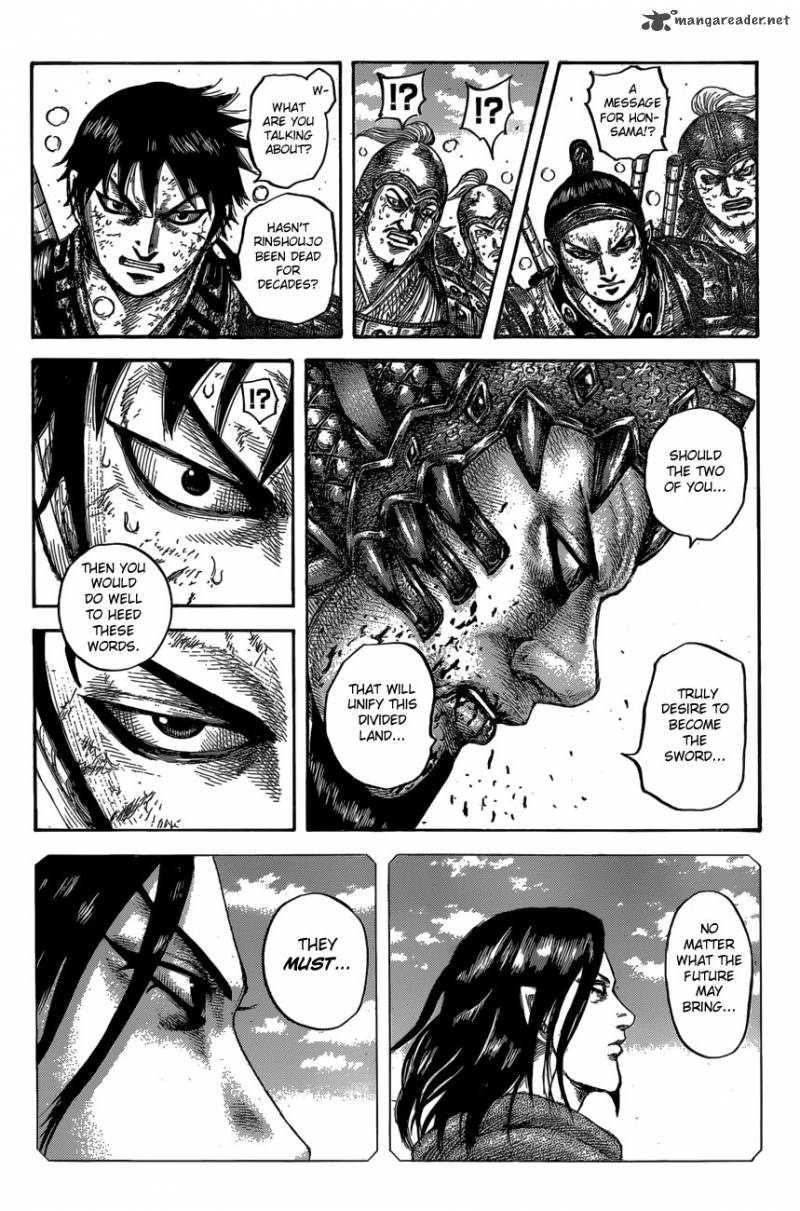 mangareader.net
A
MESSAGE
FOR HON-
SAMA!?
!?
!?
W-
WHAT
ARE YOU
TALKING
ABOUT?
HASN'T
RINSHOUJO
BEEN DEAD
FOR
DECADES?
SHOULD
THE TWO
OF YOU...
TRULY
DESIRE TO
BECOME
THE
SWORD...
THAT WILL
UNIFY THIS
DIVIDED
LAND...
!?
THEN YOU
WOULD
DO WELL
TO HEED
THESE
WORDS.
NO
MATTER
WHAT THE
FUTURE
MAY
BRING...
THEY
MUST...